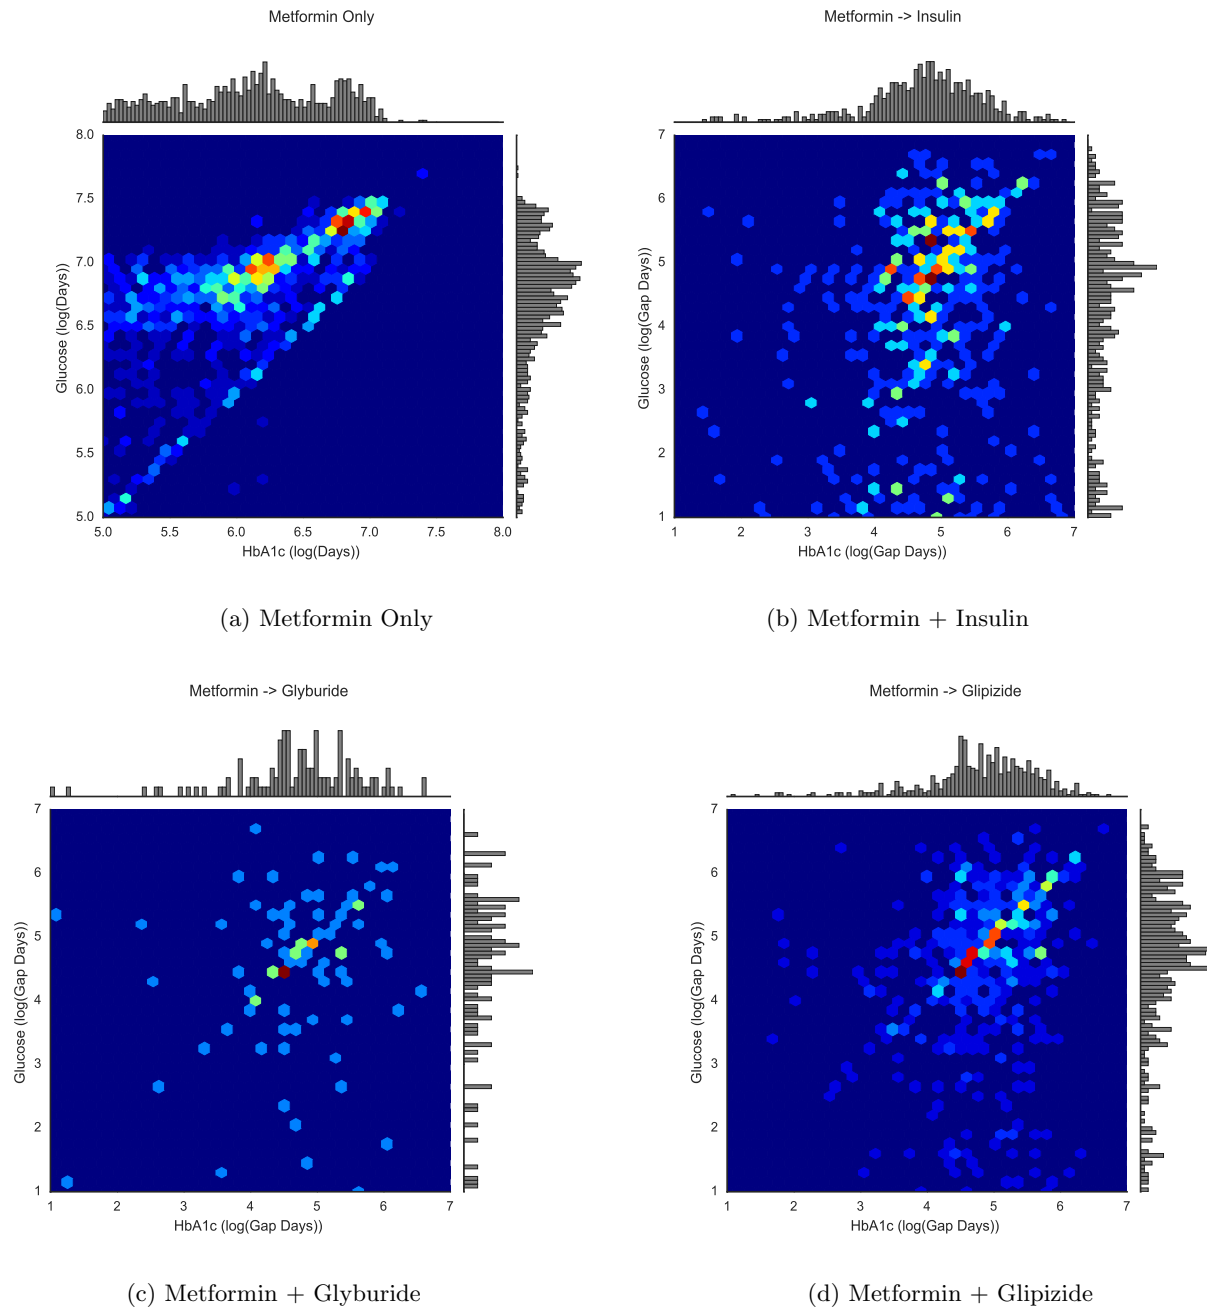 Metformin Only
Metformin -> Insulin
8.0
7.5
7.0
6.5
6.0
5.5
5.0
Glucose (log(Days))
5.0 5.5 6.0 6.5 7.0 7.5 8.0
HbA1c (log(Days))
7
6
5
4
3
2
1
Glucose (log(Gap Days))
1 2 3 4 5 6 7
HbA1c (log(Gap Days))
(a) Metformin Only
(b) Metformin + Insulin
Metformin -> Glyburide
Metformin -> Glipizide
7
6
5
4
3
2
1
Glucose (log(Gap Days))
1 2 3 4 5 6 7
HbA1c (log(Gap Days))
7
6
5
4
3
2
1
Glucose (log(Gap Days))
1 2 3 4 5 6 7
HbA1c (log(Gap Days))
(c) Metformin + Glyburide
(d) Metformin + Glipizide